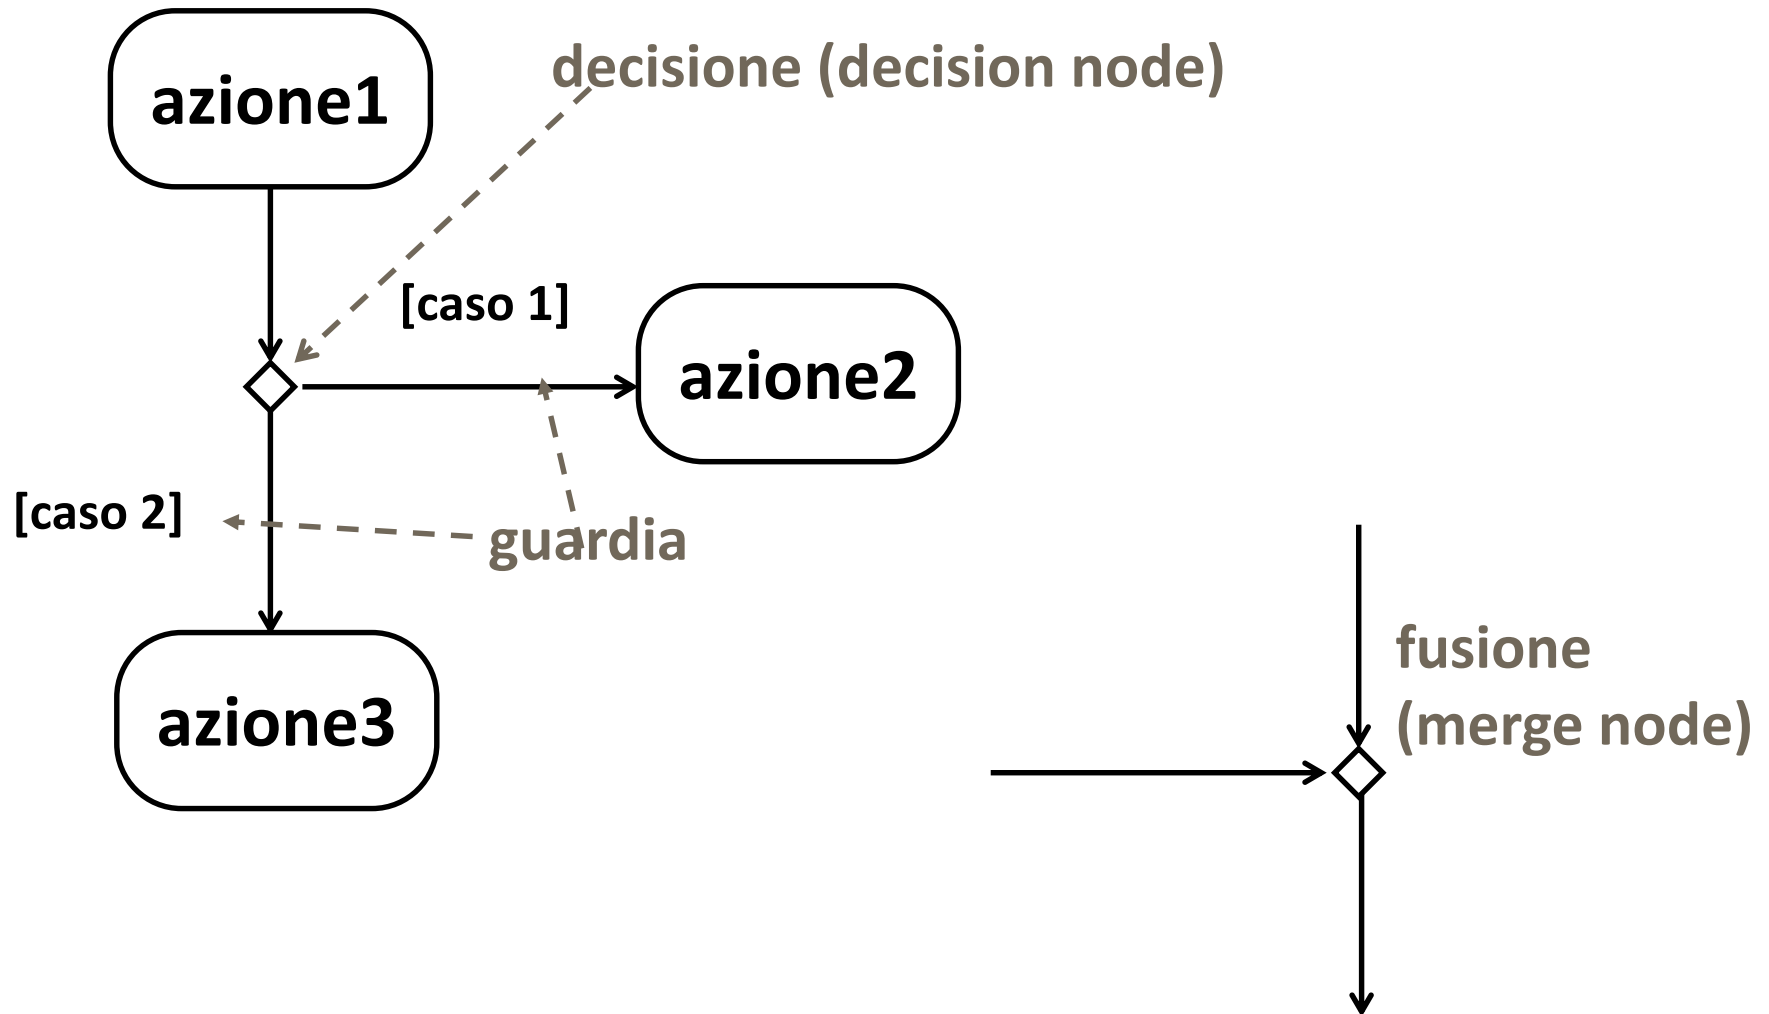 decisione (decision node)
azione1
[caso 1]
azione2
[caso 2]
guardia
fusione
(merge node)
azione3